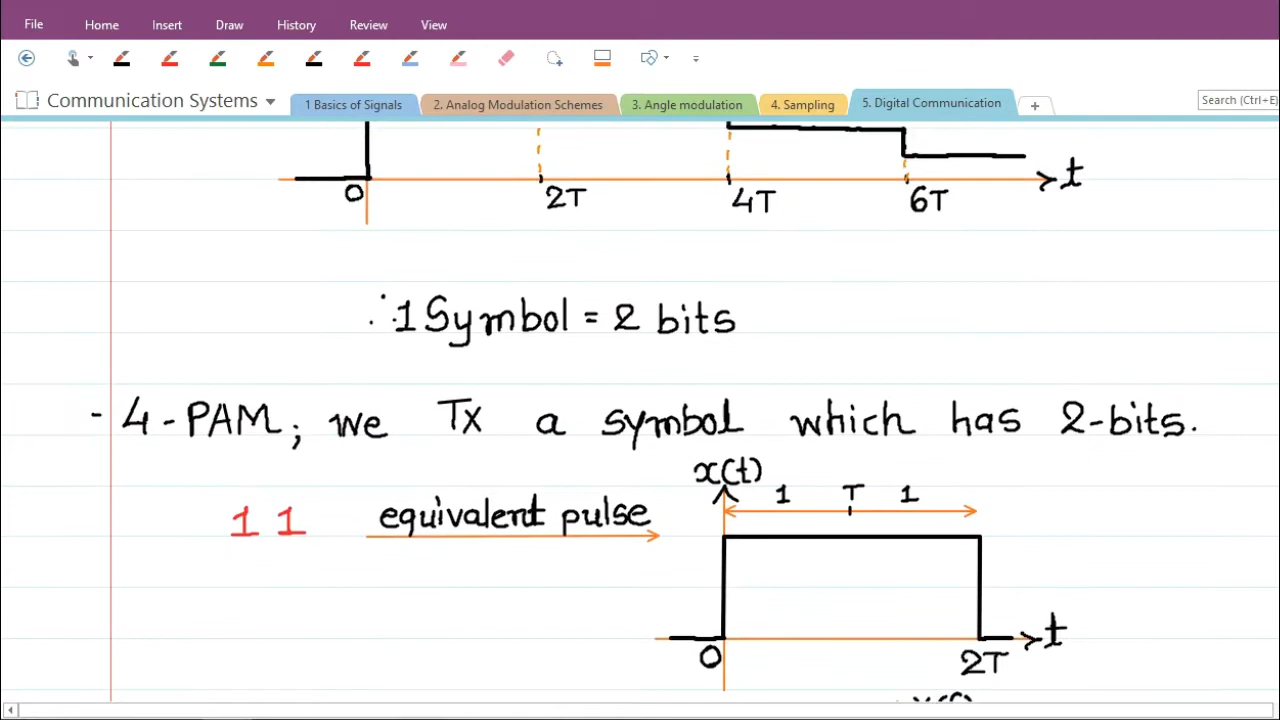 File Home Insert Draw History Review View
Communication Systems 1 Basics of Signals 2. Analog Modulation Schemes 3. Angle modulation 4. Sampling 5. Digital Communication + Search (Ctrl+E)
t
0 2T 4T 6T
∴ 1 Symbol = 2 bits
- 4-PAM; we Tx a symbol which has 2-bits.
x(t)
1 T 1
1 1 equivalent pulse
t
0 2T